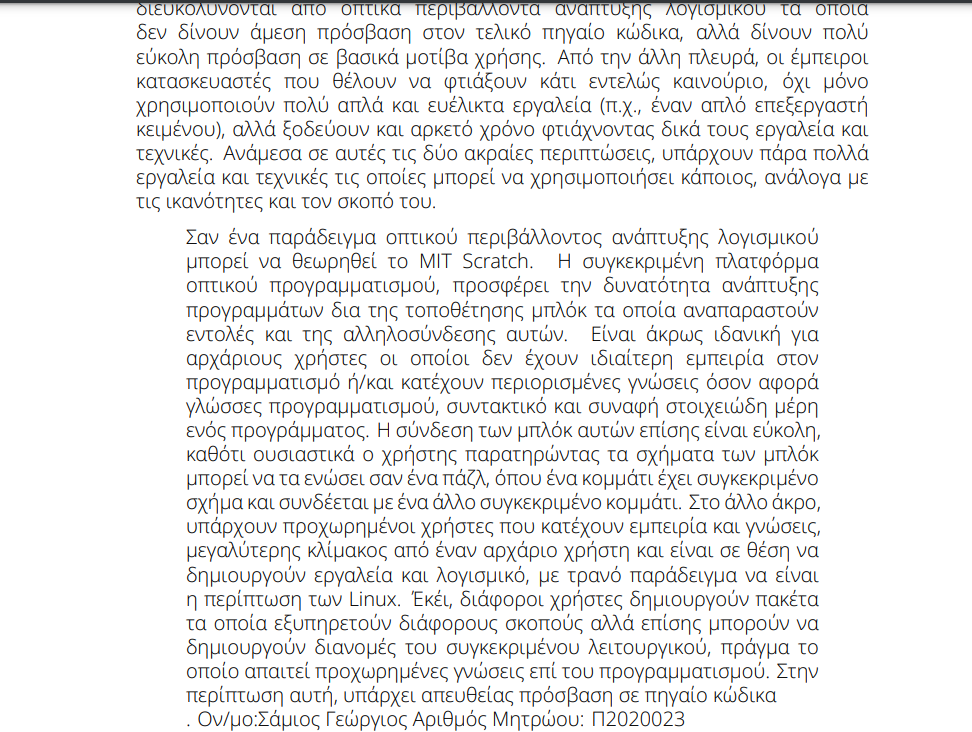 διευκολύνονται από οπτικά περιβάλλοντα ανάπτυξης λογισμικού τα οποία
δεν δίνουν άμεση πρόσβαση στον τελικό πηγαίο κώδικα, αλλά δίνουν πολύ
εύκολη πρόσβαση σε βασικά μοτίβα χρήσης. Από την άλλη πλευρά, οι έμπειροι
κατασκευαστές που θέλουν να φτιάξουν κάτι εντελώς καινούριο, όχι μόνο
χρησιμοποιούν πολύ απλά και ευέλικτα εργαλεία (π.χ., έναν απλό επεξεργαστή
κειμένου), αλλά ξοδεύουν και αρκετό χρόνο φτιάχνοντας δικά τους εργαλεία και
τεχνικές. Ανάμεσα σε αυτές τις δύο ακραίες περιπτώσεις, υπάρχουν πάρα πολλά
εργαλεία και τεχνικές τις οποίες μπορεί να χρησιμοποιήσει κάποιος, ανάλογα με
τις ικανότητες και τον σκοπό του.
Σαν ένα παράδειγμα οπτικού περιβάλλοντος ανάπτυξης λογισμικού
μπορεί να θεωρηθεί το MIT Scratch. Η συγκεκριμένη πλατφόρμα
οπτικού προγραμματισμού, προσφέρει την δυνατότητα ανάπτυξης
προγραμμάτων δια της τοποθέτησης μπλόκ τα οποία αναπαραστούν
εντολές και της αλληλοσύνδεσης αυτών. Είναι άκρως ιδανική για
αρχάριους χρήστες οι οποίοι δεν έχουν ιδιαίτερη εμπειρία στον
προγραμματισμό ή/και κατέχουν περιορισμένες γνώσεις όσον αφορά
γλώσσες προγραμματισμού, συντακτικό και συναφή στοιχειώδη μέρη
ενός προγράμματος. Η σύνδεση των μπλόκ αυτών επίσης είναι εύκολη,
καθότι ουσιαστικά ο χρήστης παρατηρώντας τα σχήματα των μπλόκ
μπορεί να τα ενώσει σαν ένα πάζλ, όπου ένα κομμάτι έχει συγκεκριμένο
σχήμα και συνδέεται με ένα άλλο συγκεκριμένο κομμάτι. Στο άλλο άκρο,
υπάρχουν προχωρημένοι χρήστες που κατέχουν εμπειρία και γνώσεις,
μεγαλύτερης κλίμακος από έναν αρχάριο χρήστη και είναι σε θέση να
δημιουργούν εργαλεία και λογισμικό, με τρανό παράδειγμα να είναι
η περίπτωση των Linux. Έκέι, διάφοροι χρήστες δημιουργούν πακέτα
τα οποία εξυπηρετούν διάφορους σκοπούς αλλά επίσης μπορούν να
δημιουργούν διανομές του συγκεκριμένου λειτουργικού, πράγμα το
οποίο απαιτεί προχωρημένες γνώσεις επί του προγραμματισμού. Στην
περίπτωση αυτή, υπάρχει απευθείας πρόσβαση σε πηγαίο κώδικα
. Ον/μο:Σάμιος Γεώργιος Αριθμός Μητρώου: Π2020023